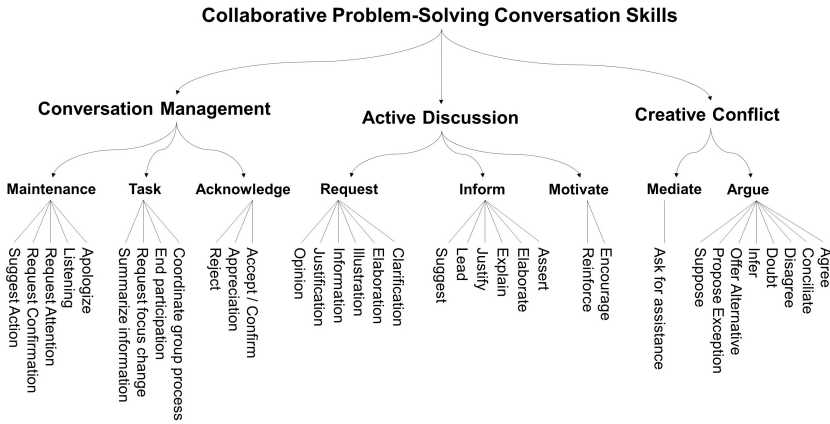 Collaborative Problem-Solving Conversation Skills
Conversation Management
Active Discussion
Creative Conflict
Maintenance
Task
Acknowledge
Request
Inform
Motivate
Mediate
Argue
Suggest Action
Request Confirmation
Request Attention
Listening
Apologize
Summarize information
Request focus change
End participation
Coordinate group process
Reject
Appreciation
Accept / Confirm
Opinion
Justification
Information
Illustration
Elaboration
Clarification
Suggest
Lead
Justify
Explain
Elaborate
Assert
Reinforce
Encourage
Ask for assistance
Suppose
Propose Exception
Offer Alternative
Infer
Doubt
Disagree
Conciliate
Agree